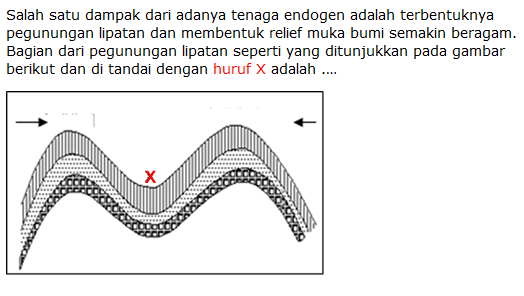 Salah satu dampak dari adanya tenaga endogen adalah terbentuknya
pegunungan lipatan dan membentuk relief muka bumi semakin beragam.
Bagian dari pegunungan lipatan seperti yang ditunjukkan pada gambar
berikut dan di tandai dengan huruf X adalah ....
X